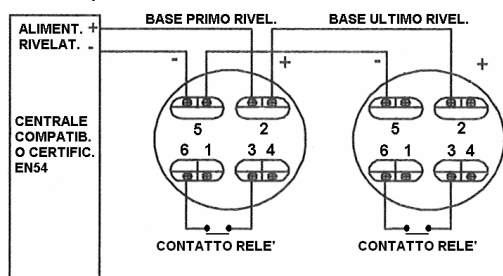 BASE PRIMO RIVEL.
BASE ULTIMO RIVEL.
ALIMENT. +
RIVELAT. -
- +
- +
5 2
5 2
CENTRALE
COMPATIB.
O CERTIFIC.
EN54
6 1 3 4
6 1 3 4
CONTATTO RELE'
CONTATTO RELE'